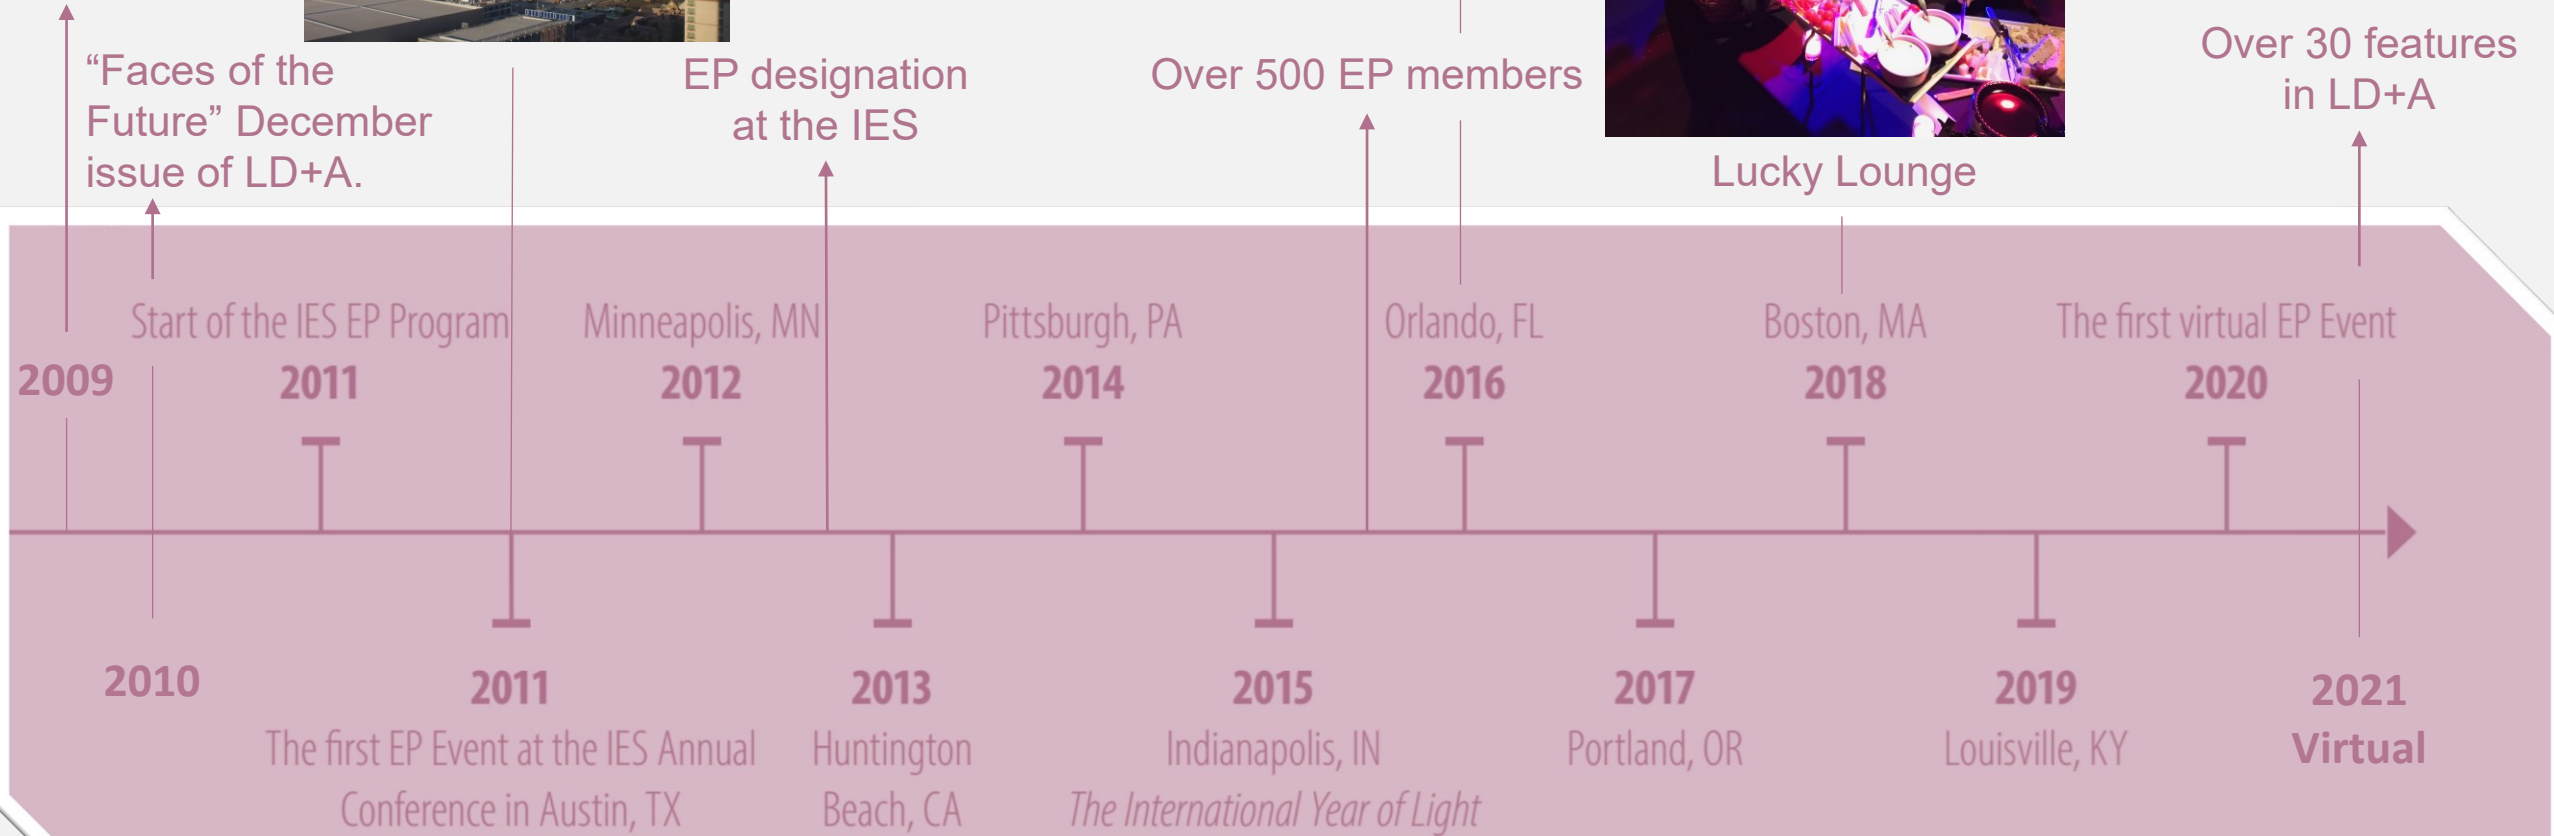 “Faces of the
Future” December
issue of LD+A.
EP designation
at the IES
Over 500 EP members
Lucky Lounge
Over 30 features
in LD+A
2009
Start of the IES EP Program
2011
Minneapolis, MN
2012
Pittsburgh, PA
2014
Orlando, FL
2016
Boston, MA
2018
The first virtual EP Event
2020
2010
2011
The first EP Event at the IES Annual
Conference in Austin, TX
2013
Huntington
Beach, CA
2015
Indianapolis, IN
The International Year of Light
2017
Portland, OR
2019
Louisville, KY
2021
Virtual